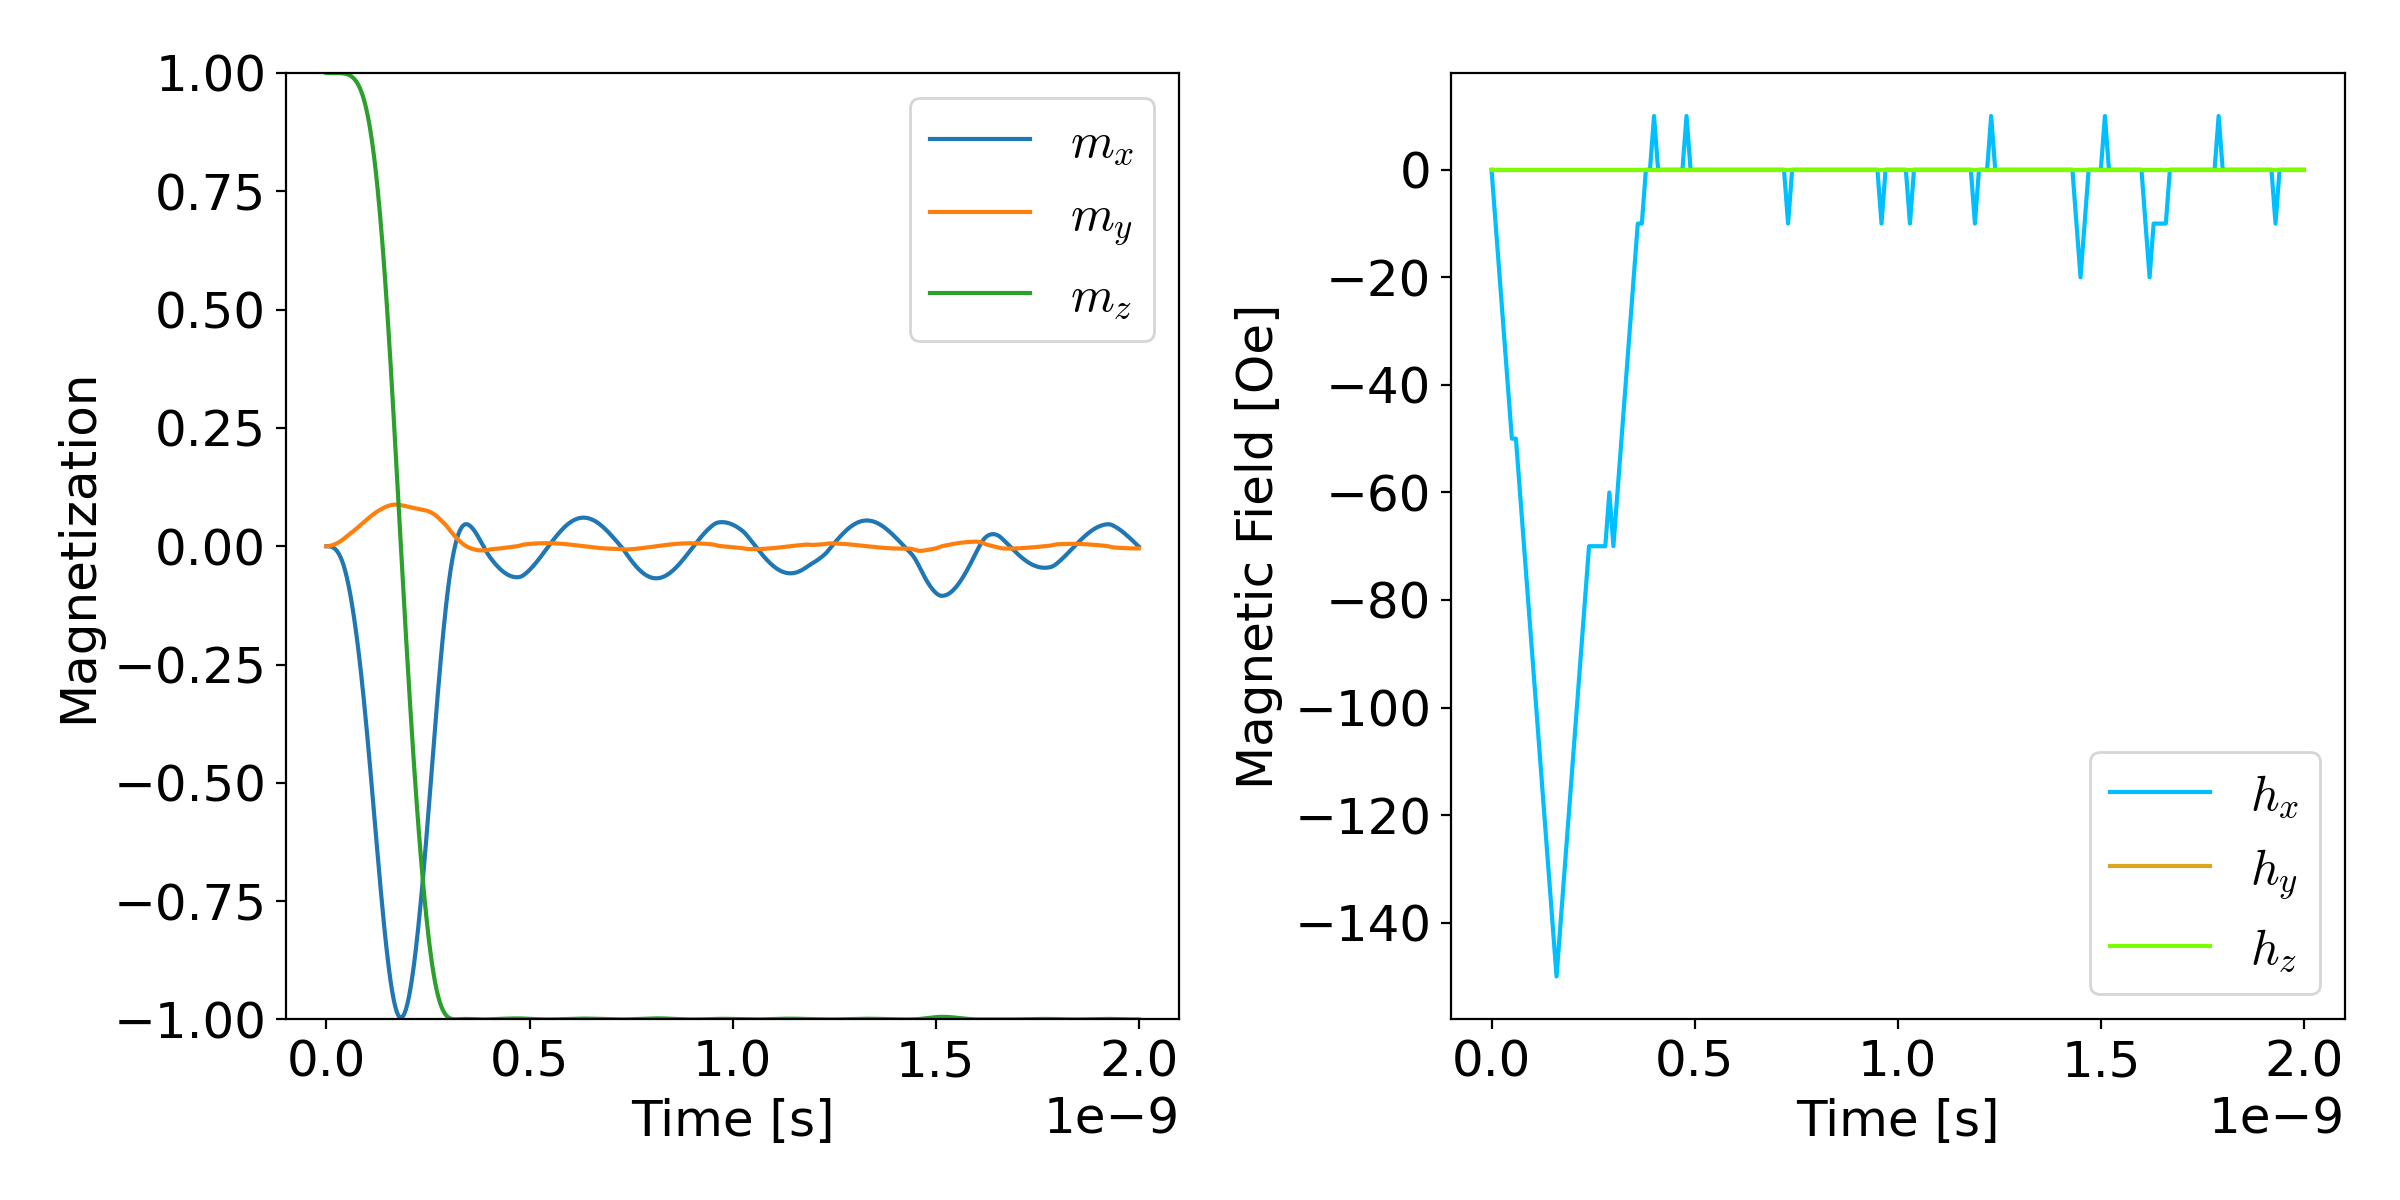 Magnetization
1.00
0.75
0.50
0.25
0.00
−0.25
−0.50
−0.75
−1.00
0.0 0.5 1.0 1.5 2.0
Time [s]
1e−9
m_x
m_y
m_z
Magnetic Field [Oe]
0
−20
−40
−60
−80
−100
−120
−140
0.0 0.5 1.0 1.5 2.0
Time [s]
1e−9
h_x
h_y
h_z